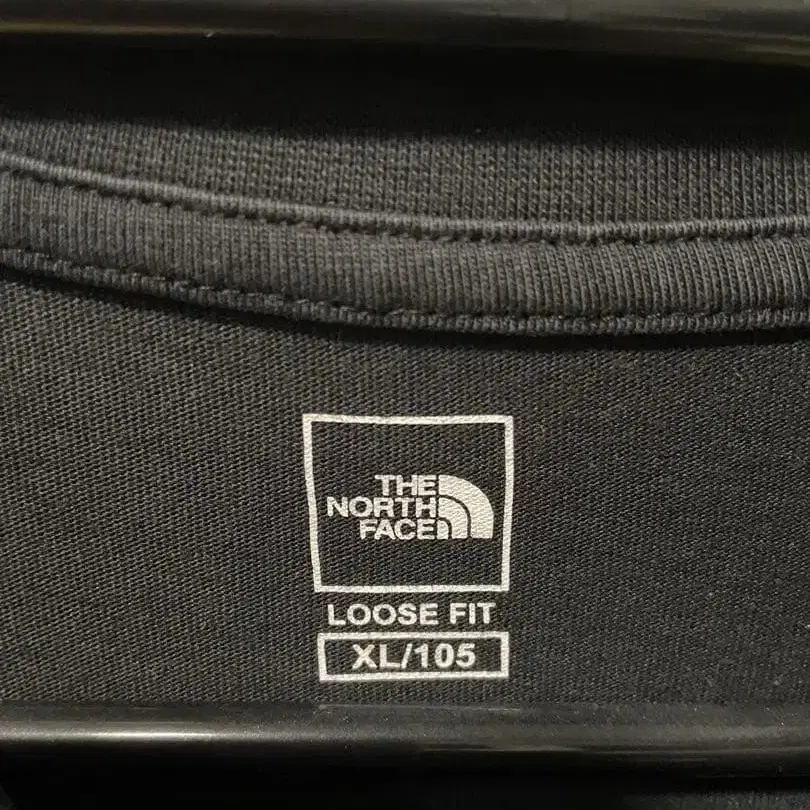 THE
NORTH
FACE
LOOSE FIT
XL/105